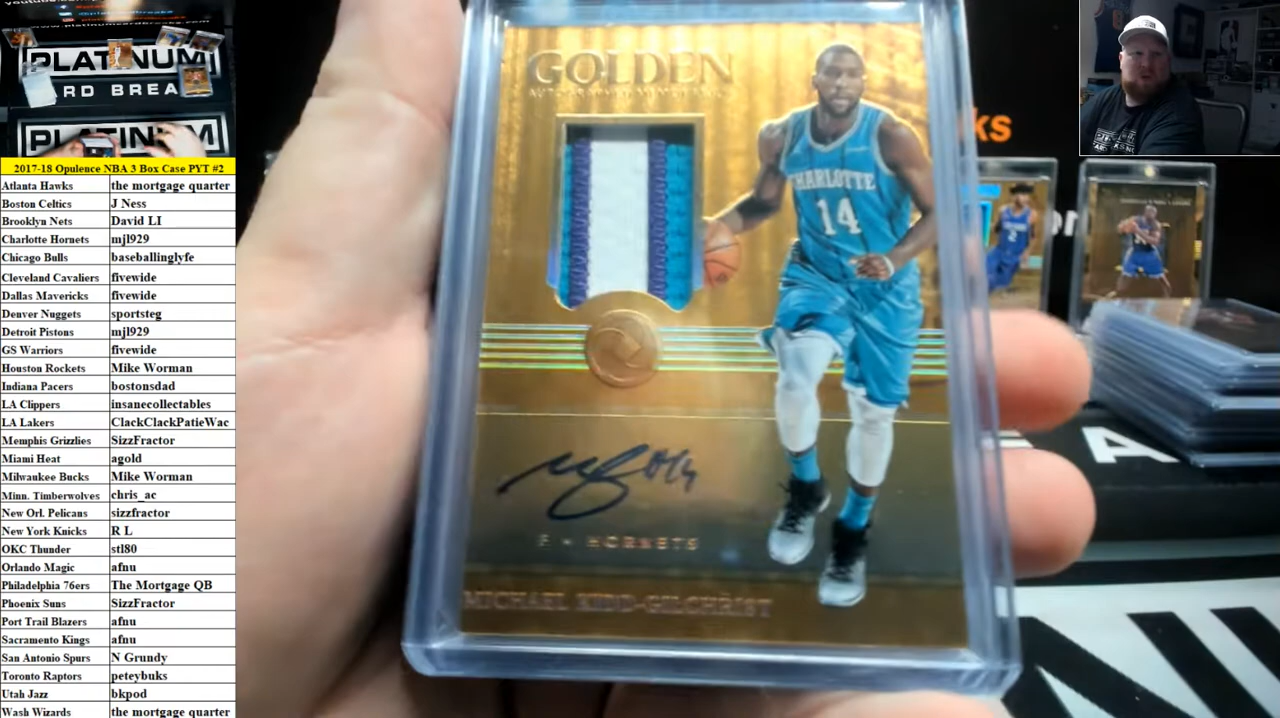 PLATINUM
ARD BREA
PLATINUM
2017-18 Opulence NBA 3 Box Case PYT #2
Atlanta Hawks the mortgage quarter
Boston Celtics J Ness
Brooklyn Nets David LI
Charlotte Hornets mjl929
Chicago Bulls baseballinglyfe
Cleveland Cavaliers fivewide
Dallas Mavericks fivewide
Denver Nuggets sportsteg
Detroit Pistons mjl929
GS Warriors fivewide
Houston Rockets Mike Worman
Indiana Pacers bostonsdad
LA Clippers insanecollectables
LA Lakers ClackClackPatieWac
Memphis Grizzlies SizzFractor
Miami Heat agold
Milwaukee Bucks Mike Worman
Minn. Timberwolves chris_ac
New Orl. Pelicans sizzfractor
New York Knicks R L
OKC Thunder stl80
Orlando Magic afnu
Philadelphia 76ers The Mortgage QB
Phoenix Suns SizzFractor
Port Trail Blazers afnu
Sacramento Kings afnu
San Antonio Spurs N Grundy
Toronto Raptors peteybuks
Utah Jazz bkpod
Wash Wizards the mortgage quarter
GOLDEN
CHARLOTTE
14
HORNETS
MICHAEL KIDD-GILCHRIST
ks
A